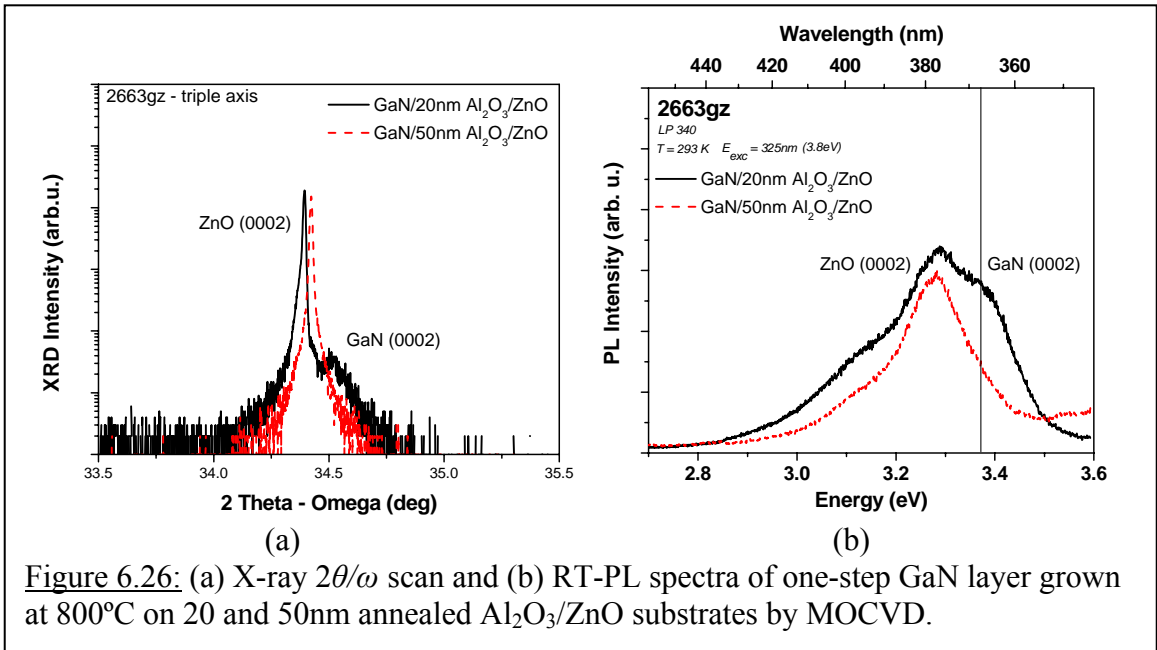 2663gz - triple axis
GaN/20nm Al₂O₃/ZnO
GaN/50nm Al₂O₃/ZnO
ZnO (0002)
GaN (0002)
XRD Intensity (arb.u.)
33.5 34.0 34.5 35.0 35.5
2 Theta - Omega (deg)
(a)
Wavelength (nm)
440 420 400 380 360
2663gz
LP 340
T = 293 K E_exc = 325nm (3.8eV)
GaN/20nm Al₂O₃/ZnO
GaN/50nm Al₂O₃/ZnO
ZnO (0002)
GaN (0002)
PL Intensity (arb. u.)
2.8 3.0 3.2 3.4 3.6
Energy (eV)
(b)
Figure 6.26: (a) X-ray 2θ/ω scan and (b) RT-PL spectra of one-step GaN layer grown
at 800ºC on 20 and 50nm annealed Al₂O₃/ZnO substrates by MOCVD.